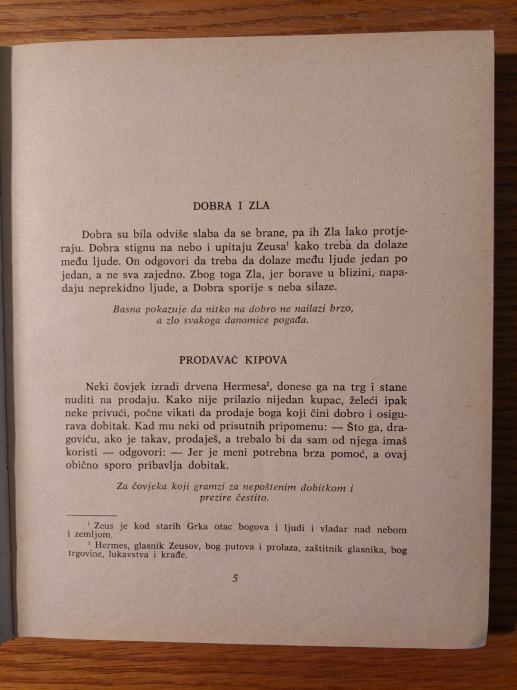 DOBRA I ZLA
Dobra su bila odviše slaba da se brane, pa ih Zla lako protje-
raju. Dobra stignu na nebo i upitaju Zeusa¹ kako treba da dolaze
među ljude. On odgovori da treba da dolaze među ljude jedan po
jedan, a ne sva zajedno. Zbog toga Zla, jer borave u blizini, napa-
daju neprekidno ljude, a Dobra sporije s neba silaze.
Basna pokazuje da nitko na dobro ne nailazi brzo,
a zlo svakoga danomice pogađa.
PRODAVAČ KIPOVA
Neki čovjek izradi drvena Hermesa², donese ga na trg i stane
nuditi na prodaju. Kako nije prilazio nijedan kupac, želeći ipak
neke privući, počne vikati da prodaje boga koji čini dobro i osigu-
rava dobitak. Kad mu neki od prisutnih pripomenu: — Što ga, dra-
goviću, ako je takav, prodaješ, a trebalo bi da sam od njega imaš
koristi — odgovori: — Jer je meni potrebna brza pomoć, a ovaj
obično sporo pribavlja dobitak.
Za čovjeka koji gramzi za nepoštenim dobitkom i
prezire čestito.
¹ Zeus je kod starih Grka otac bogova i ljudi i vladar nad nebom
i zemljom.
² Hermes, glasnik Zeusov, bog putova i prolaza, zaštitnik glasnika, bog
trgovine, lukavstva i krađe.
5